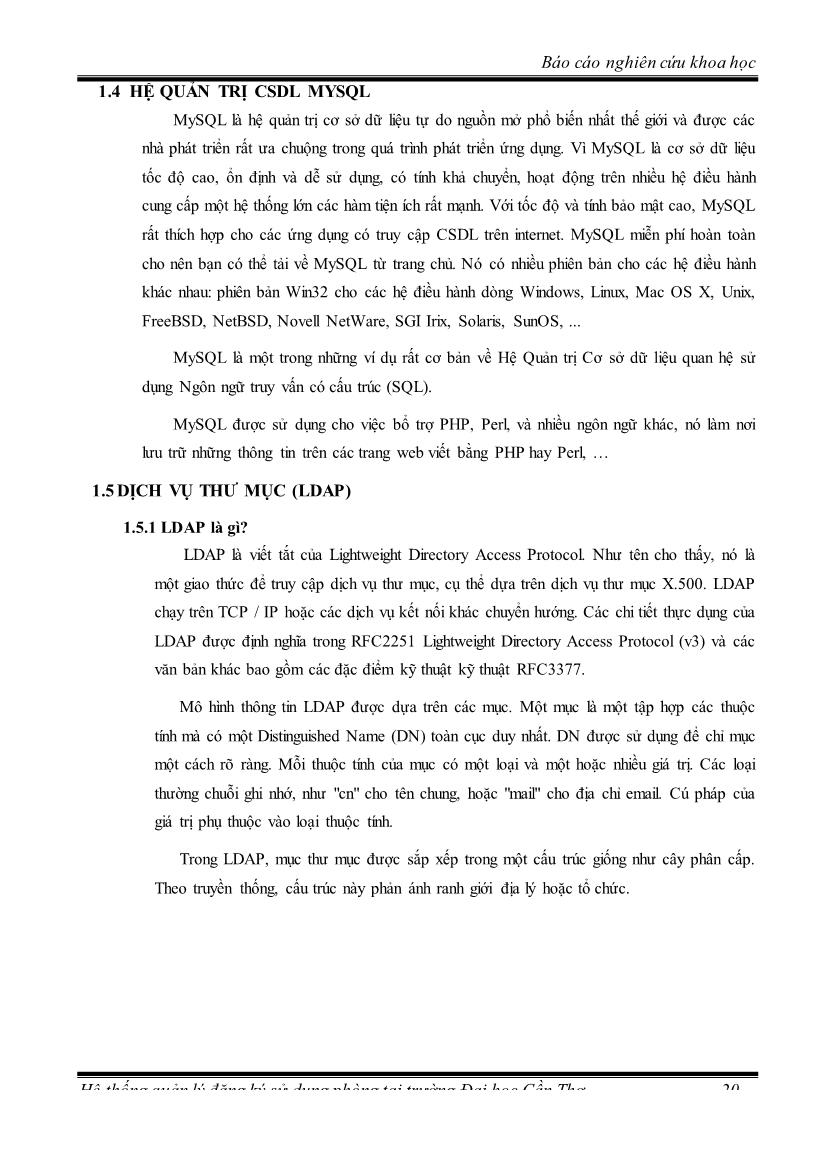 Báo cáo nghiên cứu khoa học
1.4 HỆ QUẢN TRỊ CSDL MYSQL
MySQL là hệ quản trị cơ sở dữ liệu tự do nguồn mở phổ biến nhất thế giới và được các
nhà phát triển rất ưa chuộng trong quá trình phát triển ứng dụng. Vì MySQL là cơ sở dữ liệu
tốc độ cao, ổn định và dễ sử dụng, có tính khả chuyển, hoạt động trên nhiều hệ điều hành
cung cấp một hệ thống lớn các hàm tiện ích rất mạnh. Với tốc độ và tính bảo mật cao, MySQL
rất thích hợp cho các ứng dụng có truy cập CSDL trên internet. MySQL miễn phí hoàn toàn
cho nên bạn có thể tải về MySQL từ trang chủ. Nó có nhiều phiên bản cho các hệ điều hành
khác nhau: phiên bản Win32 cho các hệ điều hành dòng Windows, Linux, Mac OS X, Unix,
FreeBSD, NetBSD, Novell NetWare, SGI Irix, Solaris, SunOS, ...
MySQL là một trong những ví dụ rất cơ bản về Hệ Quản trị Cơ sở dữ liệu quan hệ sử
dụng Ngôn ngữ truy vấn có cấu trúc (SQL).
MySQL được sử dụng cho việc bổ trợ PHP, Perl, và nhiều ngôn ngữ khác, nó làm nơi
lưu trữ những thông tin trên các trang web viết bằng PHP hay Perl, …
1.5 DỊCH VỤ THƯ MỤC (LDAP)
1.5.1 LDAP là gì?
LDAP là viết tắt của Lightweight Directory Access Protocol. Như tên cho thấy, nó là
một giao thức để truy cập dịch vụ thư mục, cụ thể dựa trên dịch vụ thư mục X.500. LDAP
chạy trên TCP / IP hoặc các dịch vụ kết nối khác chuyển hướng. Các chi tiết thực dụng của
LDAP được định nghĩa trong RFC2251 Lightweight Directory Access Protocol (v3) và các
văn bản khác bao gồm các đặc điểm kỹ thuật kỹ thuật RFC3377.
Mô hình thông tin LDAP được dựa trên các mục. Một mục là một tập hợp các thuộc
tính mà có một Distinguished Name (DN) toàn cục duy nhất. DN được sử dụng để chỉ mục
một cách rõ ràng. Mỗi thuộc tính của mục có một loại và một hoặc nhiều giá trị. Các loại
thường chuỗi ghi nhớ, như "cn" cho tên chung, hoặc "mail" cho địa chỉ email. Cú pháp của
giá trị phụ thuộc vào loại thuộc tính.
Trong LDAP, mục thư mục được sắp xếp trong một cấu trúc giống như cây phân cấp.
Theo truyền thống, cấu trúc này phản ánh ranh giới địa lý hoặc tổ chức.
Hệ thống quản lý đăng ký sử dụng phòng tại trường Đại học Cần Thơ 20